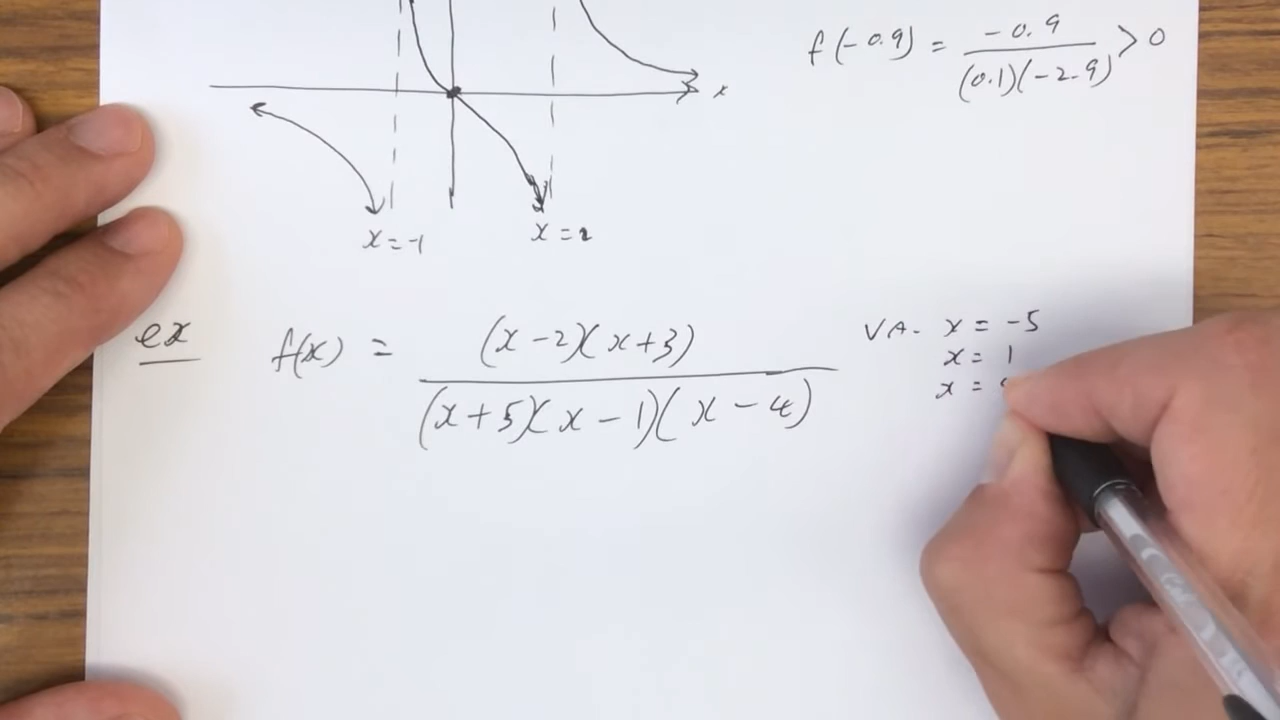 f(-0.9) = -0.9 / (0.1)(-2.9) > 0
x
x = -1
x = 2
ex f(x) = (x-2)(x+3) / (x+5)(x-1)(x-4)
VA. x = -5
x = 1
x =